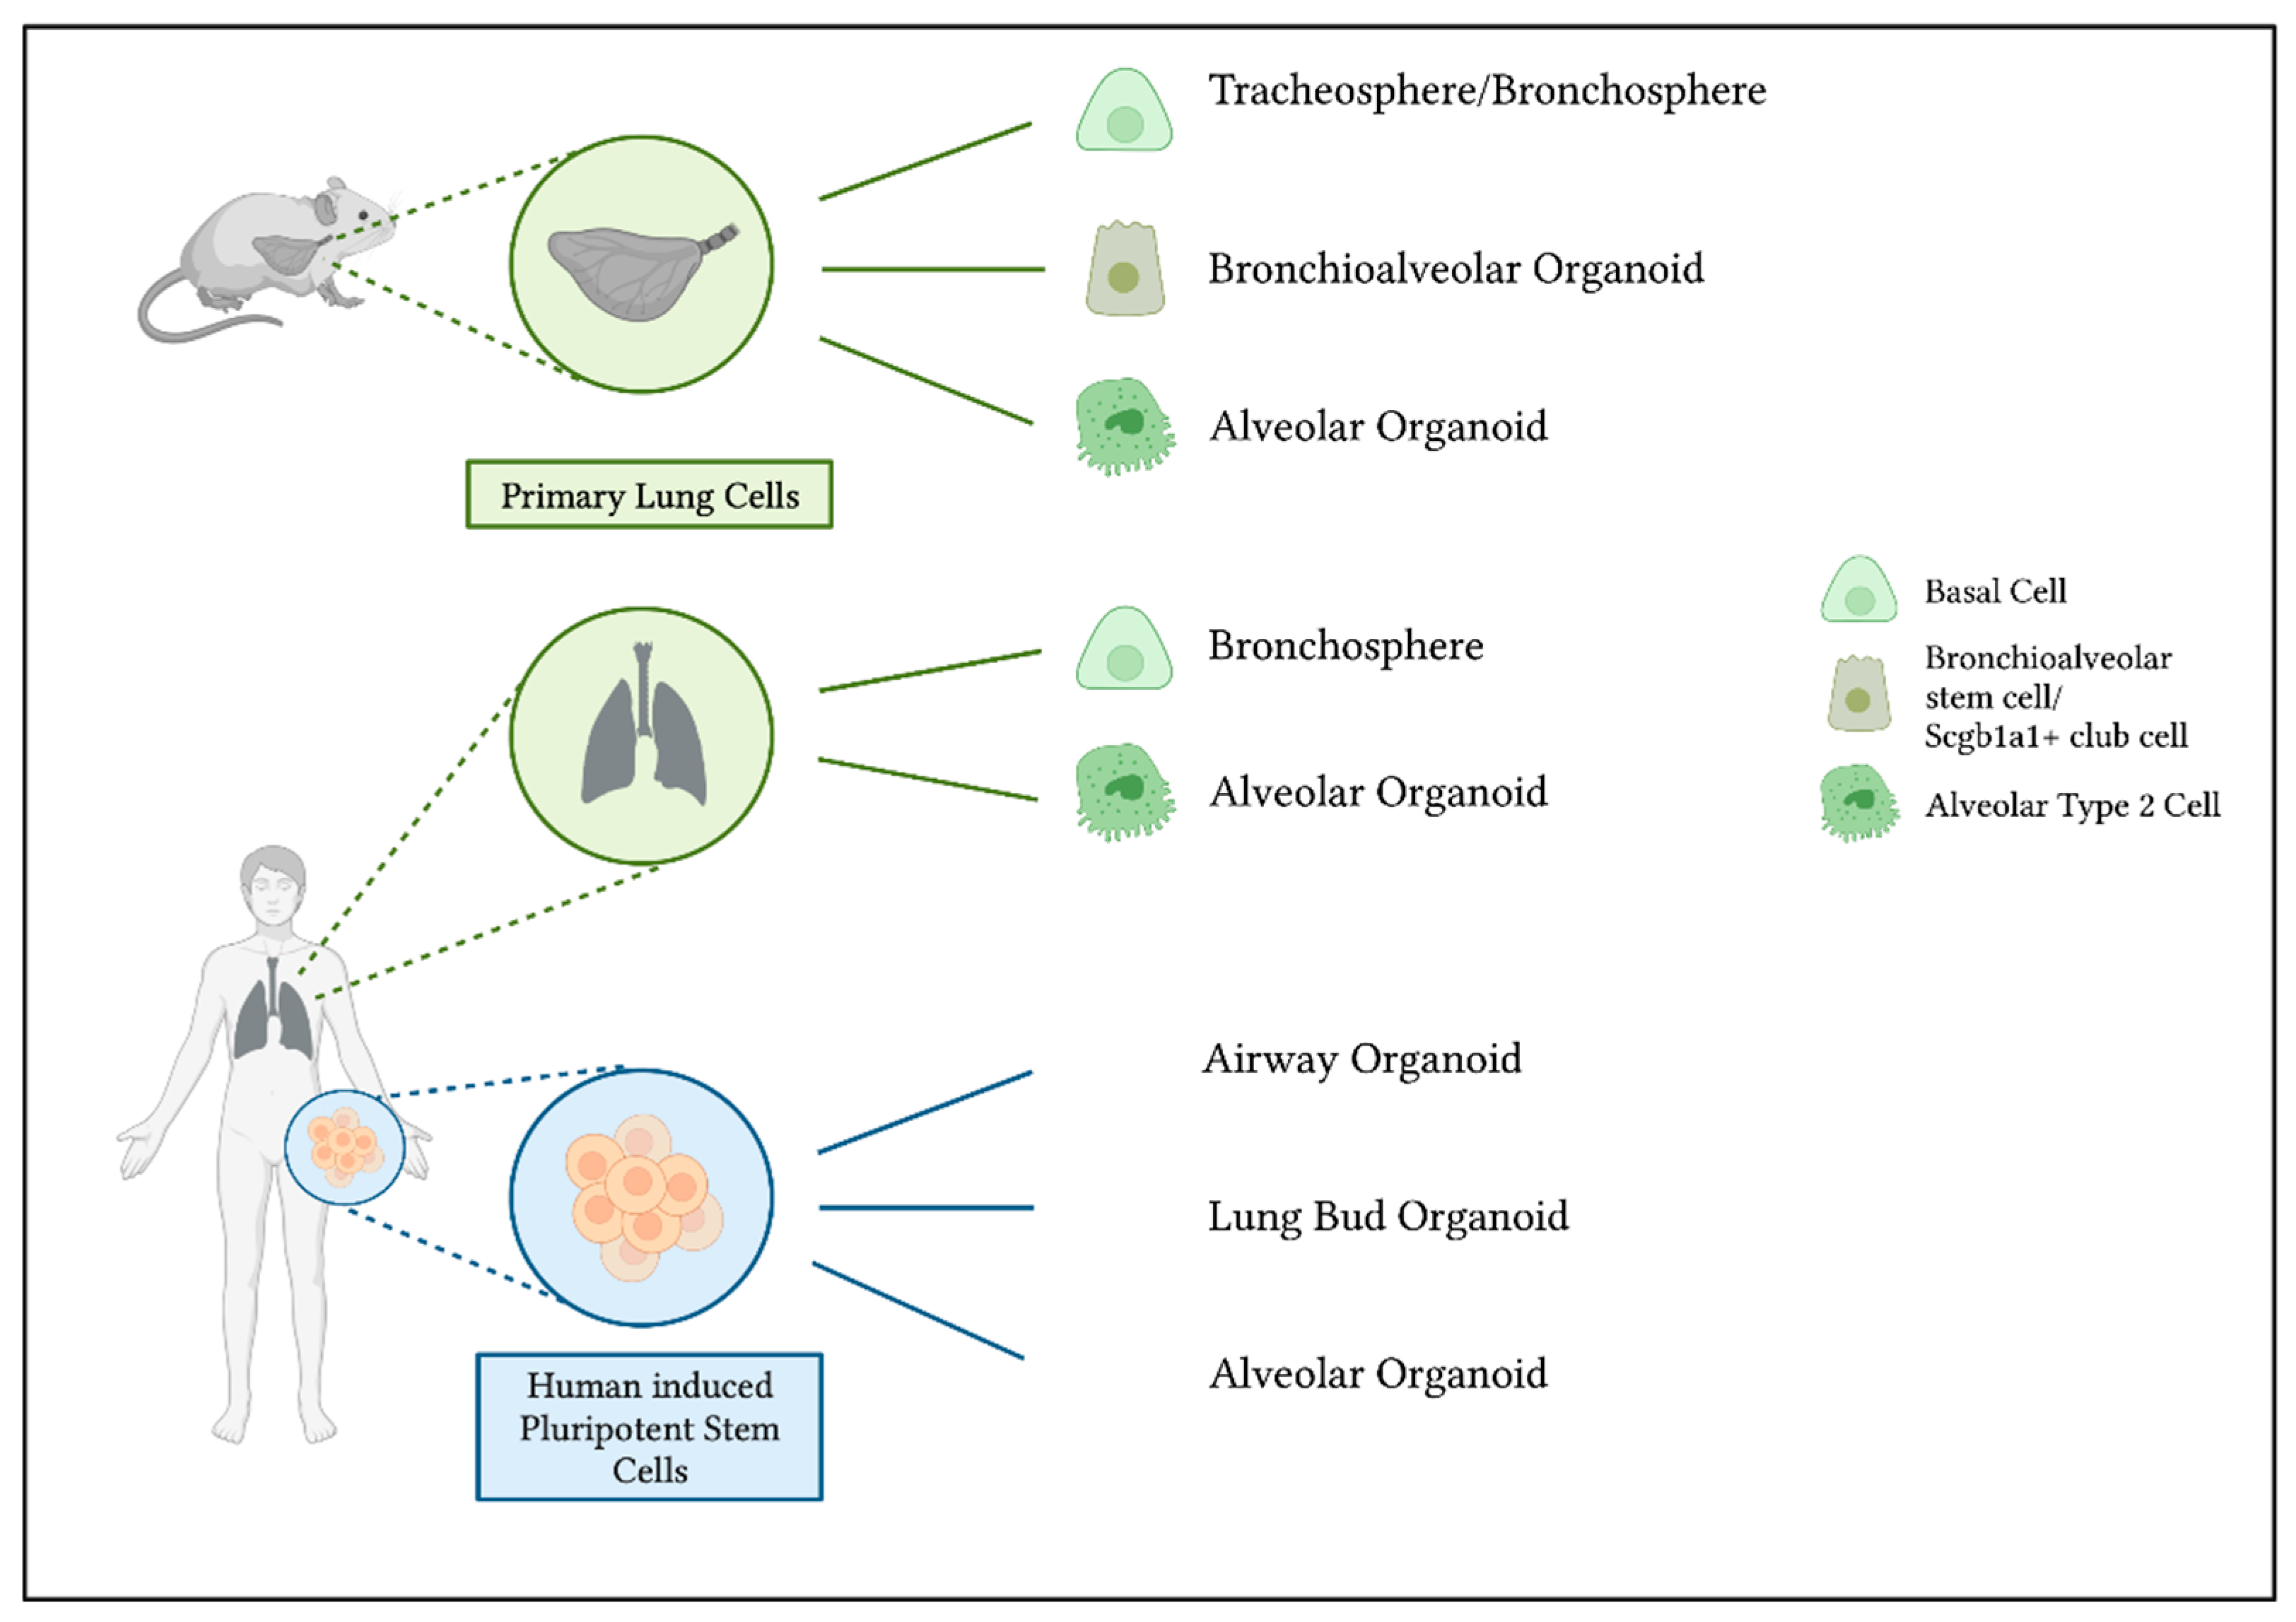 Tracheosphere/Bronchosphere
Bronchioalveolar Organoid
Alveolar Organoid
Primary Lung Cells
Bronchosphere
Alveolar Organoid
Basal Cell
Bronchioalveolar
stem cell/
Scgb1a1+ club cell
Alveolar Type 2 Cell
Airway Organoid
Lung Bud Organoid
Alveolar Organoid
Human induced
Pluripotent Stem
Cells